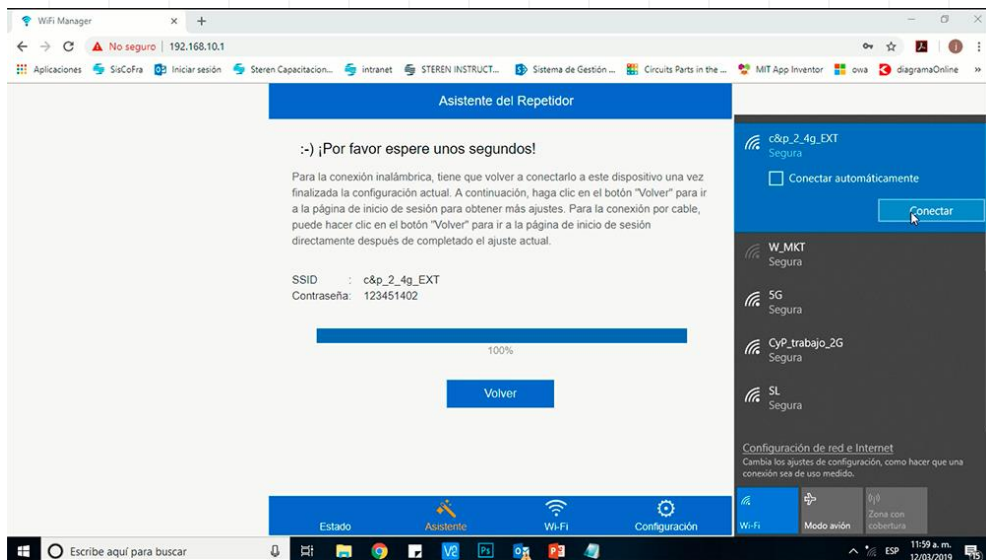 WiFi Manager
No seguro | 192.168.10.1
Aplicaciones SisCoFra Iniciar sesión Steren Capacitacion... intranet STEREN INSTRUCT... Sistema de Gestión ... Circuits Parts in the ... MIT App Inventor owa diagramaOnline »
Asistente del Repetidor
:-) ¡Por favor espere unos segundos!
Para la conexión inalámbrica, tiene que volver a conectarlo a este dispositivo una vez
finalizada la configuración actual. A continuación, haga clic en el botón "Volver" para ir
a la página de inicio de sesión para obtener más ajustes. Para la conexión por cable,
puede hacer clic en el botón "Volver" para ir a la página de inicio de sesión
directamente después de completado el ajuste actual.
SSID : c&p_2_4g_EXT
Contraseña: 123451402
100%
Volver
Estado Asistente Wi-Fi Configuración
c&p_2_4g_EXT
Segura
Conectar automáticamente
Conectar
W_MKT
Segura
5G
Segura
CyP_trabajo_2G
Segura
SL
Segura
Configuración de red e Internet
Cambia los ajustes de configuración, como hacer que una
conexión sea de uso medido.
Wi-Fi Modo avión Zona con
cobertura
Escribe aquí para buscar
V2 Ps
ESP
11:59 a. m.
12/03/2019
15